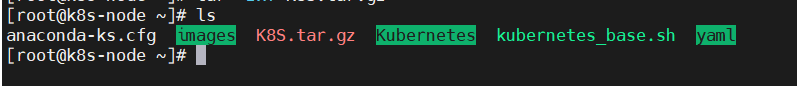 [root@k8s-node ~]# ls
anaconda-ks.cfg images K8S.tar.gz Kubernetes kubernetes_base.sh yaml
[root@k8s-node ~]#